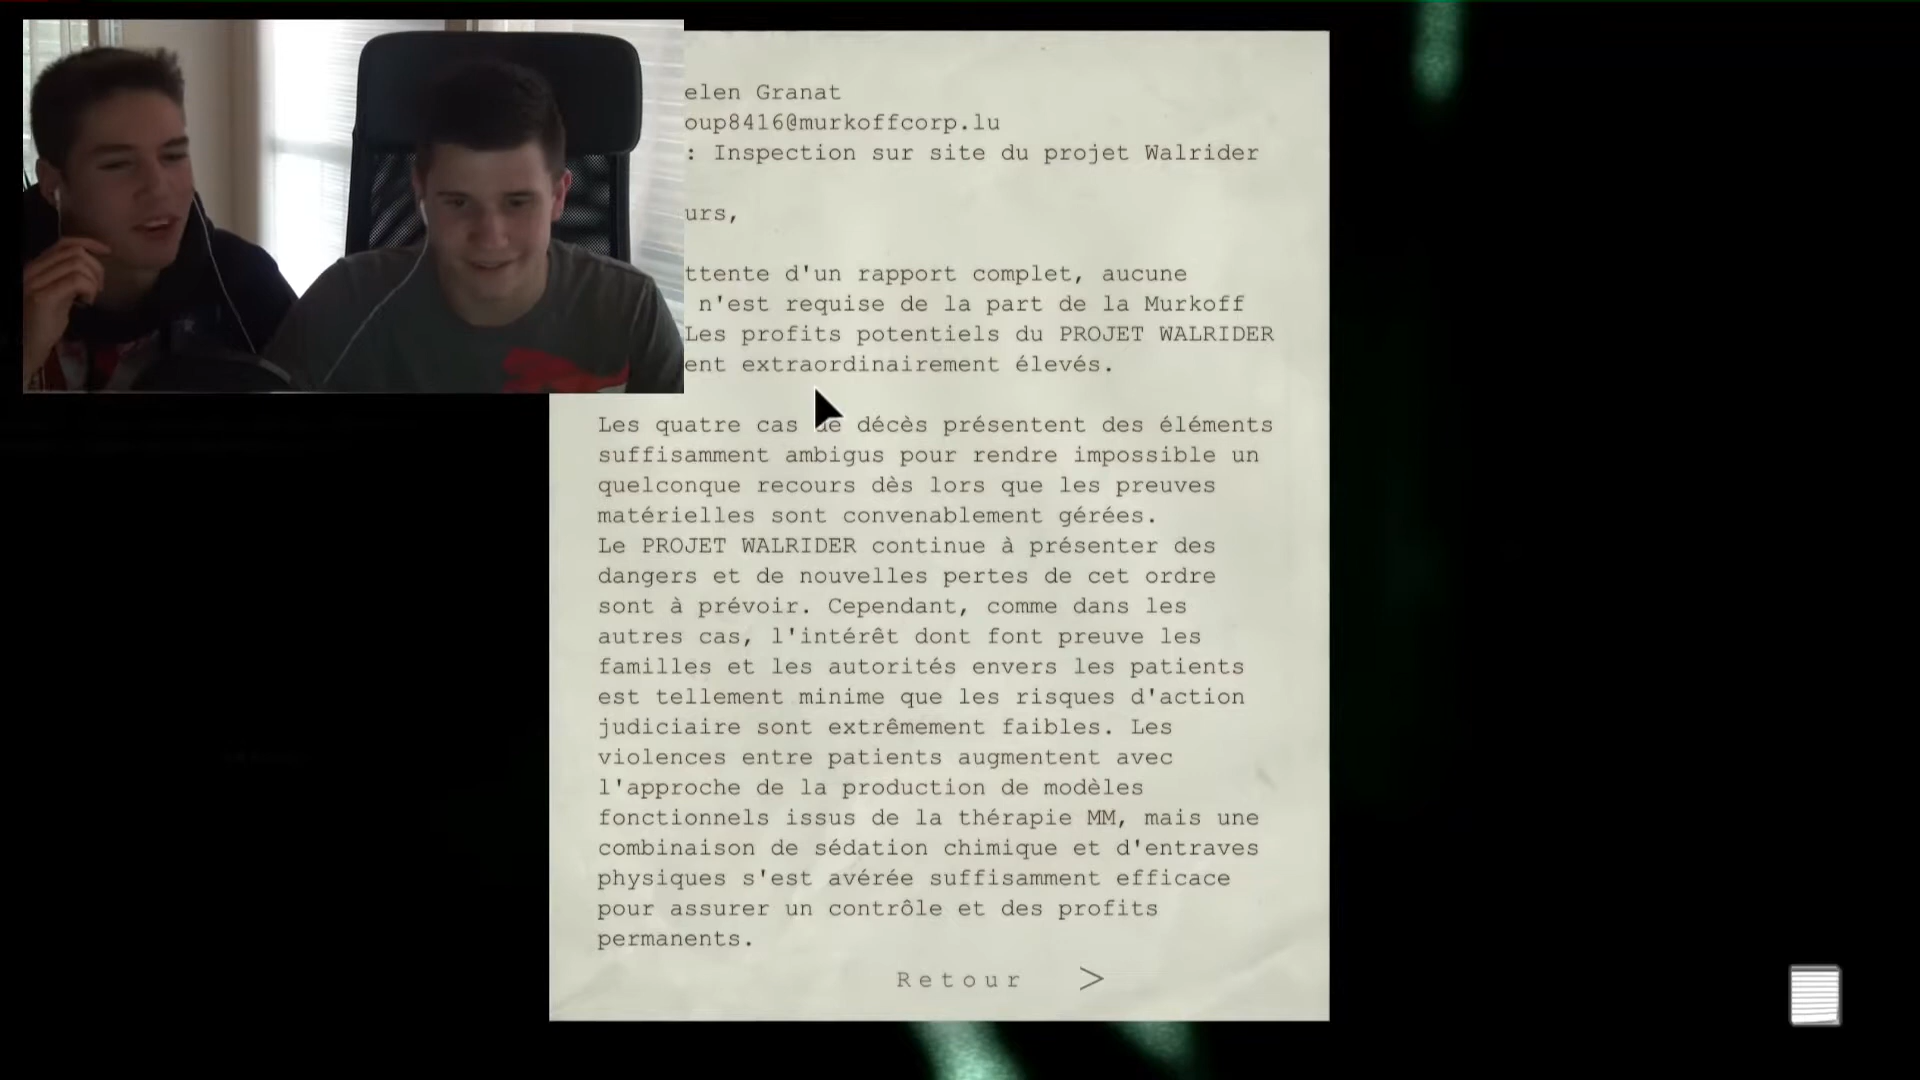 elen Granat
oup8416@murkoffcorp.lu
: Inspection sur site du projet Walrider
urs,
ttente d'un rapport complet, aucune
n'est requise de la part de la Murkoff
Les profits potentiels du PROJET WALRIDER
ent extraordinairement élevés.
Les quatre cas de décès présentent des éléments
suffisamment ambigus pour rendre impossible un
quelconque recours dès lors que les preuves
matérielles sont convenablement gérées.
Le PROJET WALRIDER continue à présenter des
dangers et de nouvelles pertes de cet ordre
sont à prévoir. Cependant, comme dans les
autres cas, l'intérêt dont font preuve les
familles et les autorités envers les patients
est tellement minime que les risques d'action
judiciaire sont extrêmement faibles. Les
violences entre patients augmentent avec
l'approche de la production de modèles
fonctionnels issus de la thérapie MM, mais une
combinaison de sédation chimique et d'entraves
physiques s'est avérée suffisamment efficace
pour assurer un contrôle et des profits
permanents.
Retour >